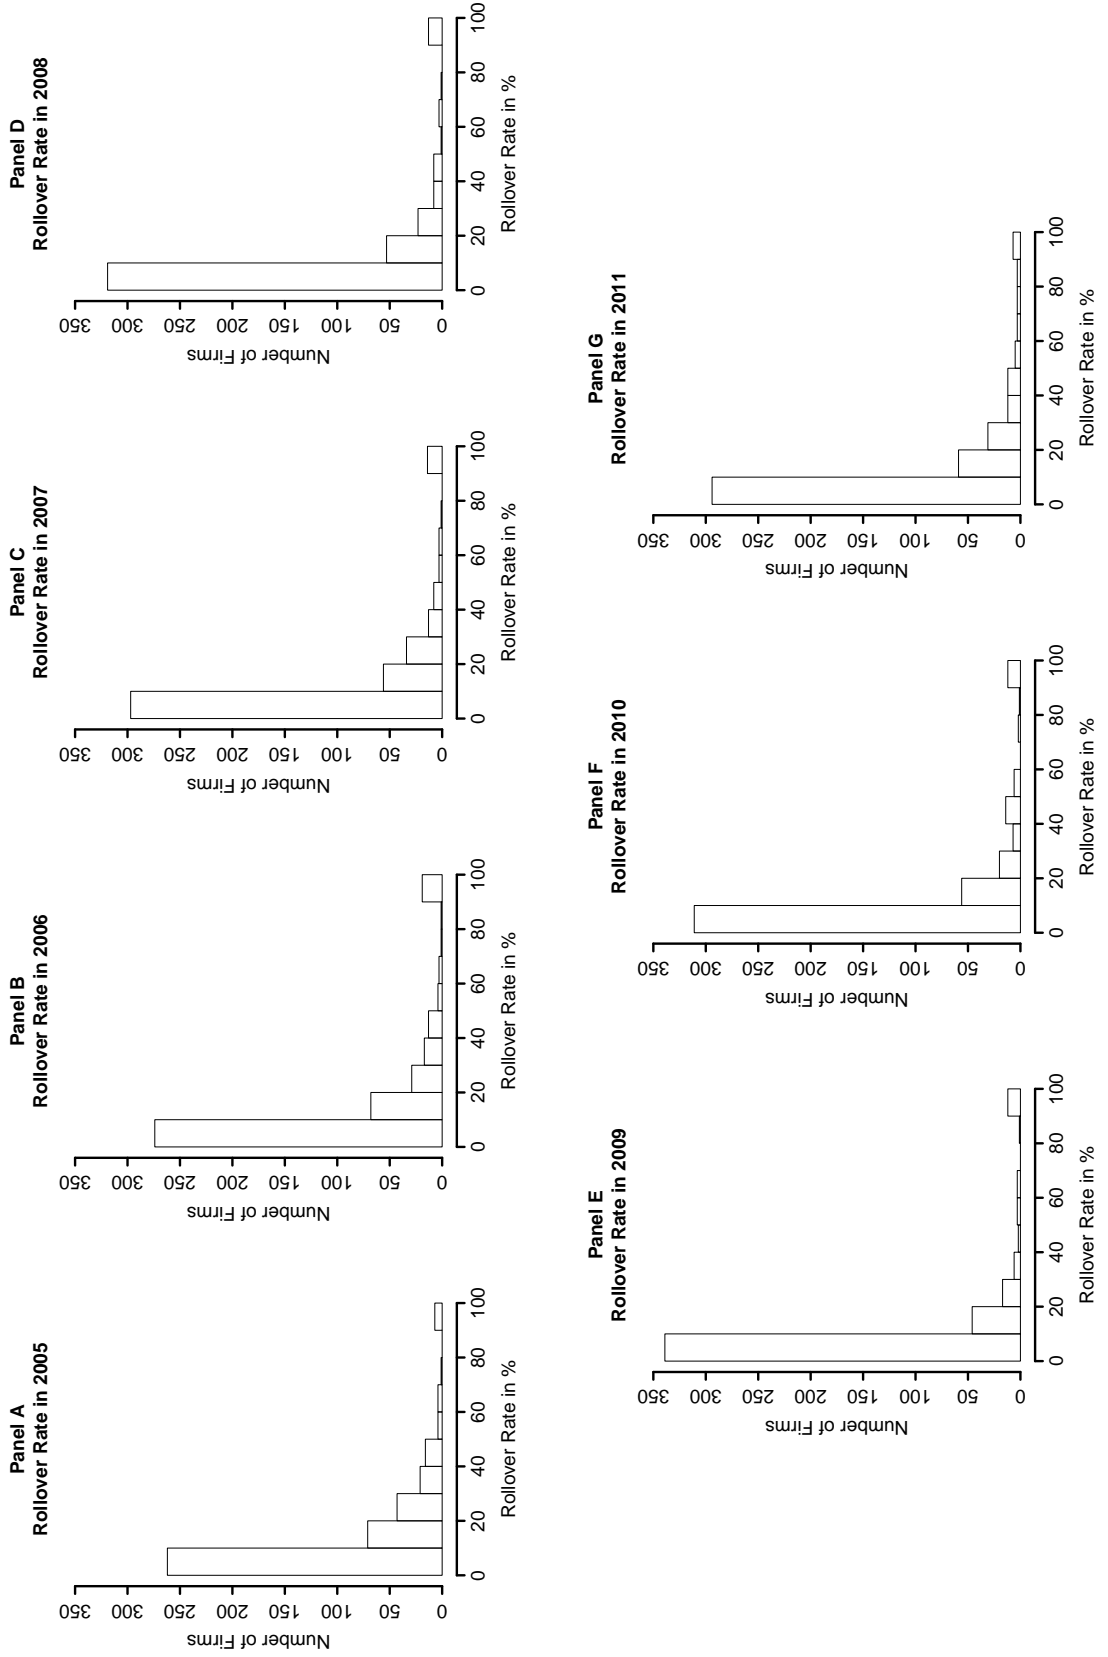 Panel A
Rollover Rate in 2005
Number of Firms
350
300
250
200
150
100
50
0
0 20 40 60 80 100
Rollover Rate in %
Panel B
Rollover Rate in 2006
Number of Firms
350
300
250
200
150
100
50
0
0 20 40 60 80 100
Rollover Rate in %
Panel C
Rollover Rate in 2007
Number of Firms
350
300
250
200
150
100
50
0
0 20 40 60 80 100
Rollover Rate in %
Panel D
Rollover Rate in 2008
Number of Firms
350
300
250
200
150
100
50
0
0 20 40 60 80 100
Rollover Rate in %
Panel E
Rollover Rate in 2009
Number of Firms
350
300
250
200
150
100
50
0
0 20 40 60 80 100
Rollover Rate in %
Panel F
Rollover Rate in 2010
Number of Firms
350
300
250
200
150
100
50
0
0 20 40 60 80 100
Rollover Rate in %
Panel G
Rollover Rate in 2011
Number of Firms
350
300
250
200
150
100
50
0
0 20 40 60 80 100
Rollover Rate in %